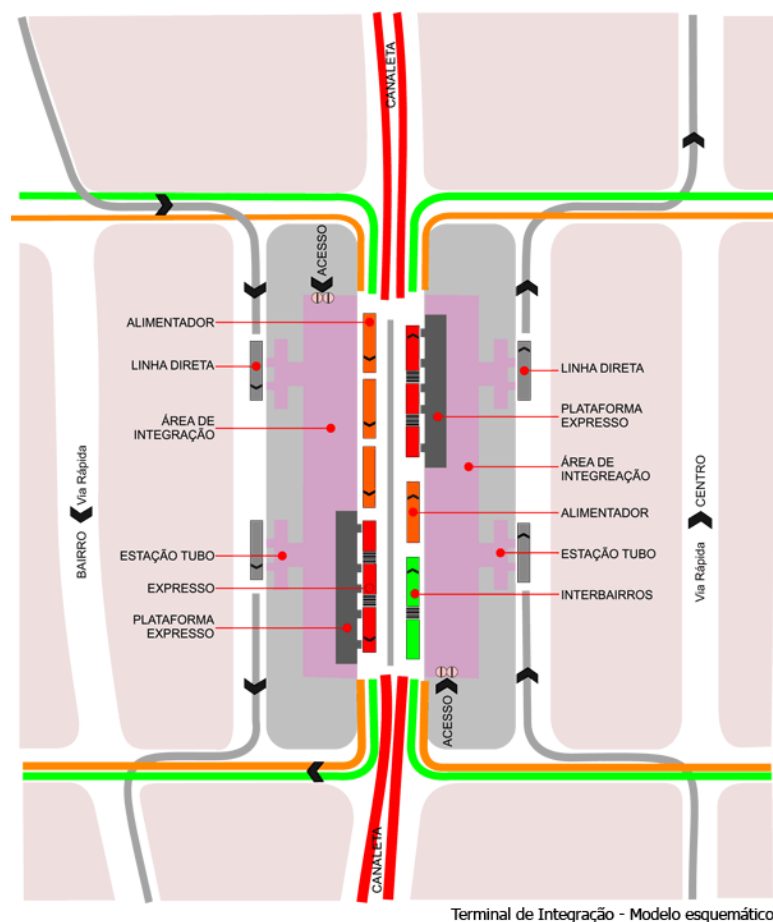 CANALETA
ACESSO
ALIMENTADOR
LINHA DIRETA
ÁREA DE
INTEGRAÇÃO
BAIRRO
Via Rápida
ESTAÇÃO TUBO
EXPRESSO
PLATAFORMA
EXPRESSO
LINHA DIRETA
PLATAFORMA
EXPRESSO
ÁREA DE
INTEGREAÇÃO
ALIMENTADOR
ESTAÇÃO TUBO
INTERBAIRROS
Via Rápida
CENTRO
ACESSO
CANALETA
Terminal de Integração - Modelo esquemático